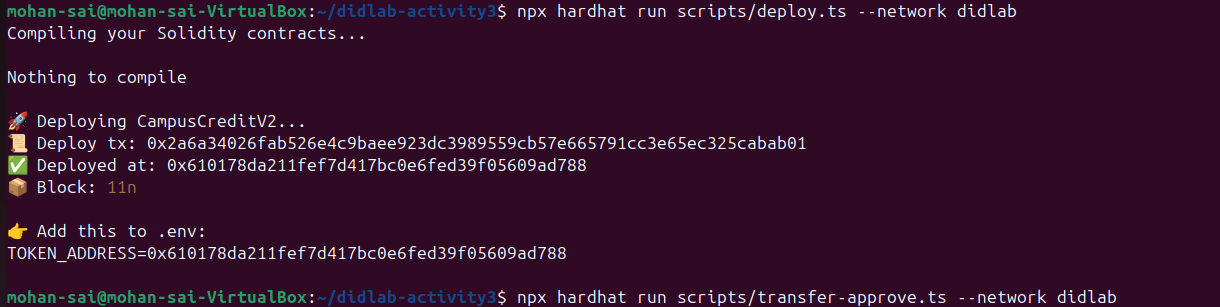 mohan-sai@mohan-sai-VirtualBox:~/didlab-activity3$ npx hardhat run scripts/deploy.ts --network didlab
Compiling your Solidity contracts...
Nothing to compile
🚀 Deploying CampusCreditV2...
📜 Deploy tx: 0x2a6a34026fab526e4c9baee923dc3989559cb57e665791cc3e65ec325cabab01
✅ Deployed at: 0x610178da211fef7d417bc0e6fed39f05609ad788
📦 Block: 11n
👉 Add this to .env:
TOKEN_ADDRESS=0x610178da211fef7d417bc0e6fed39f05609ad788
mohan-sai@mohan-sai-VirtualBox:~/didlab-activity3$ npx hardhat run scripts/transfer-approve.ts --network didlab